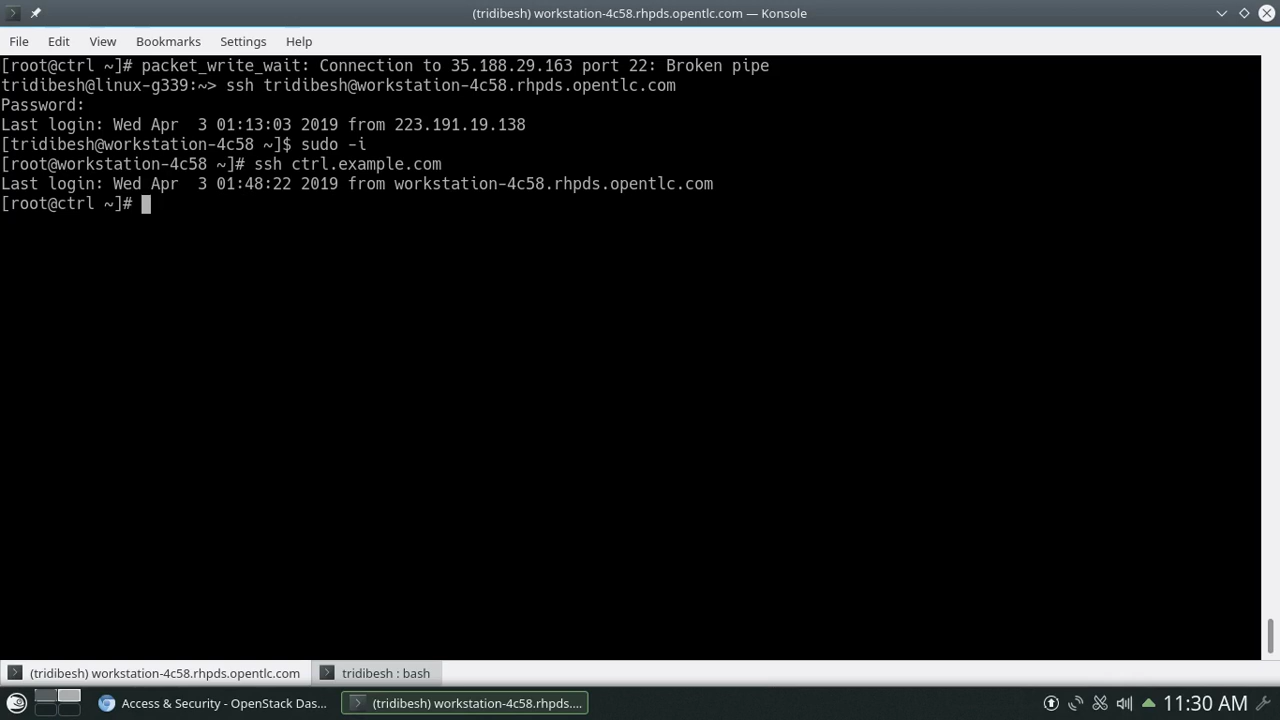 (tridibesh) workstation-4c58.rhpds.opentlc.com — Konsole
File Edit View Bookmarks Settings Help
[root@ctrl ~]# packet_write_wait: Connection to 35.188.29.163 port 22: Broken pipe
tridibesh@linux-g339:~> ssh tridibesh@workstation-4c58.rhpds.opentlc.com
Password:
Last login: Wed Apr  3 01:13:03 2019 from 223.191.19.138
[tridibesh@workstation-4c58 ~]$ sudo -i
[root@workstation-4c58 ~]# ssh ctrl.example.com
Last login: Wed Apr  3 01:48:22 2019 from workstation-4c58.rhpds.opentlc.com
[root@ctrl ~]#
(tridibesh) workstation-4c58.rhpds.opentlc.com tridibesh : bash
Access & Security - OpenStack Das... (tridibesh) workstation-4c58.rhpds.... 11:30 AM